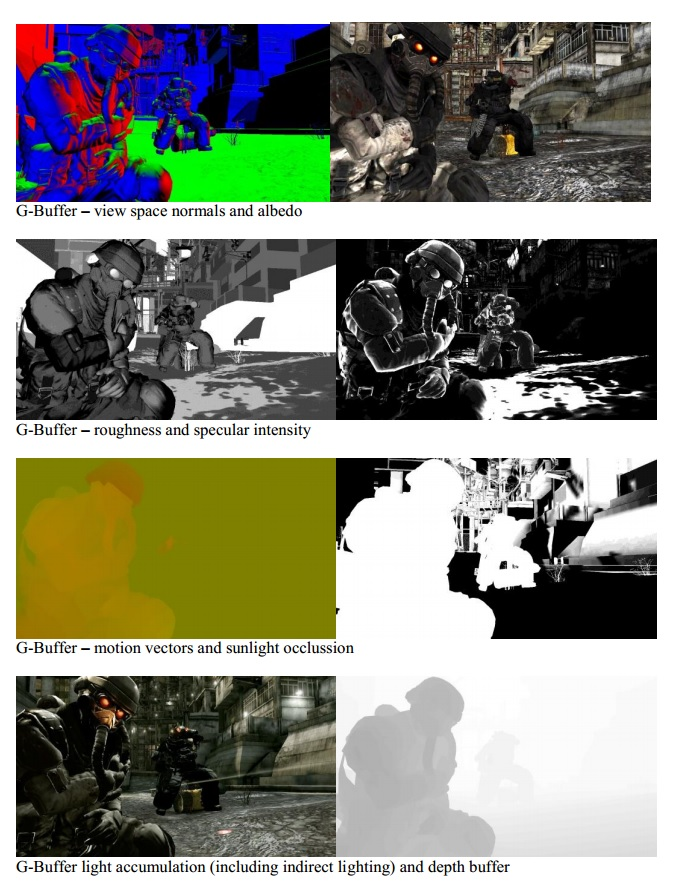 G-Buffer – view space normals and albedo
G-Buffer – roughness and specular intensity
G-Buffer – motion vectors and sunlight occlussion
G-Buffer light accumulation (including indirect lighting) and depth buffer